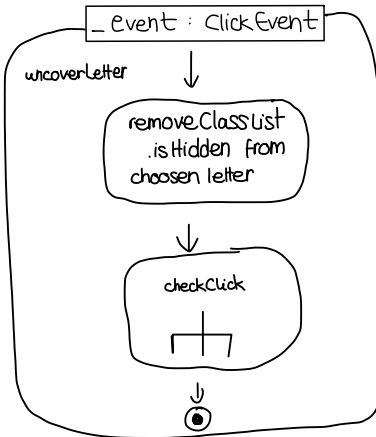 _event : ClickEvent
uncoverLetter
removeClassList
.isHidden from
choosen letter
checkClick